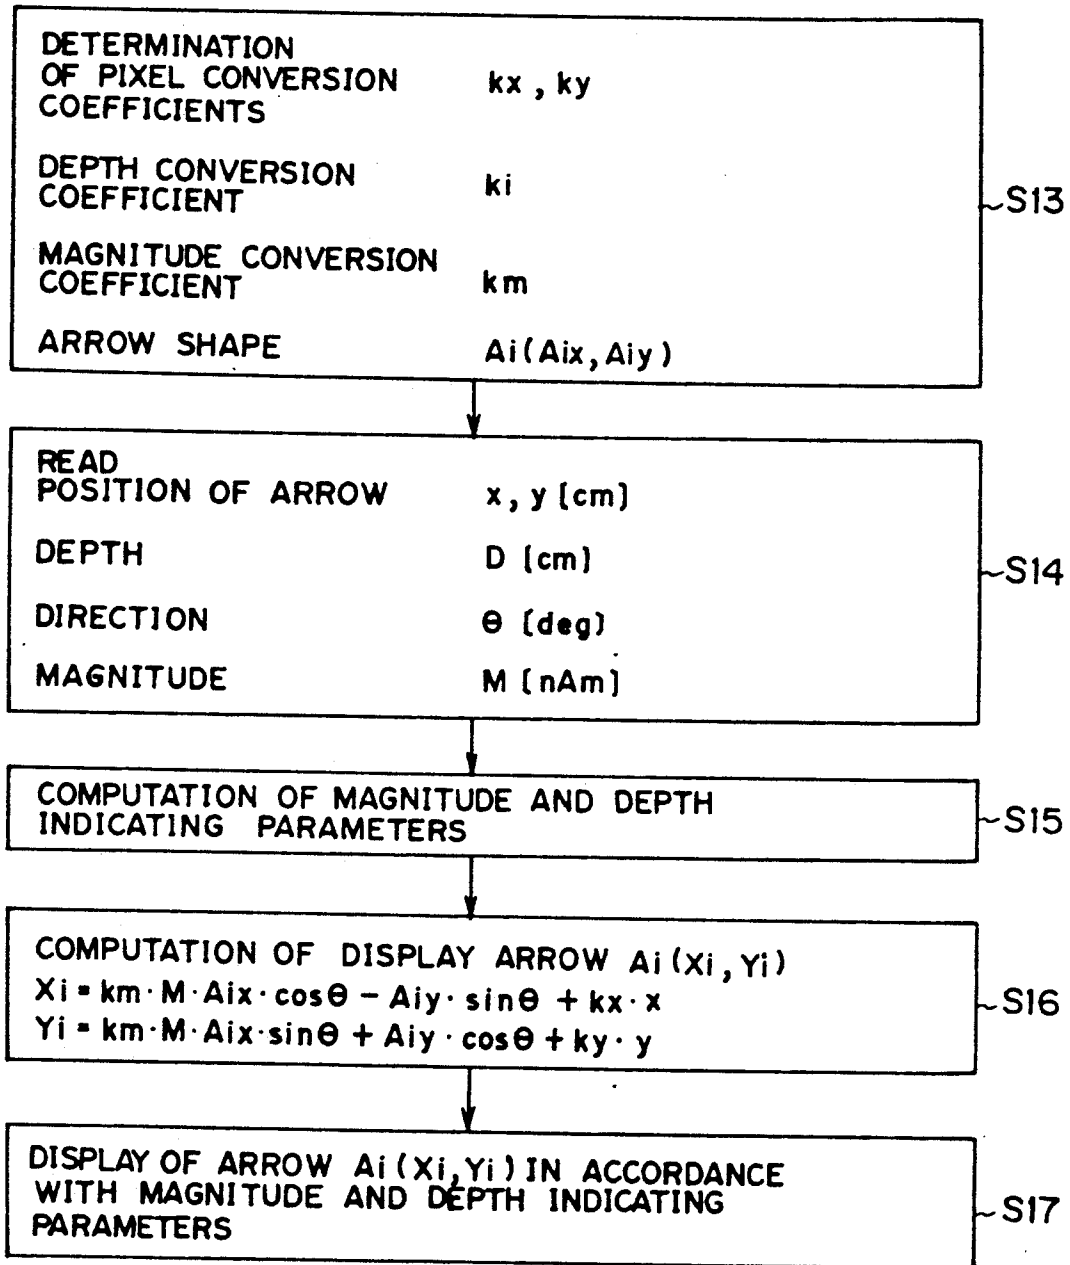 DETERMINATION
OF PIXEL CONVERSION
COEFFICIENTS kx, ky
DEPTH CONVERSION
COEFFICIENT ki
MAGNITUDE CONVERSION
COEFFICIENT km
ARROW SHAPE Ai(Aix, Aiy)
S13
READ
POSITION OF ARROW x, y [cm]
DEPTH D [cm]
DIRECTION θ [deg]
MAGNITUDE M [nAm]
S14
COMPUTATION OF MAGNITUDE AND DEPTH
INDICATING PARAMETERS
S15
COMPUTATION OF DISPLAY ARROW Ai(Xi, Yi)
Xi = km·M·Aix·cosθ - Aiy·sinθ + kx·x
Yi = km·M·Aix·sinθ + Aiy·cosθ + ky·y
S16
DISPLAY OF ARROW Ai(Xi, Yi) IN ACCORDANCE
WITH MAGNITUDE AND DEPTH INDICATING
PARAMETERS
S17